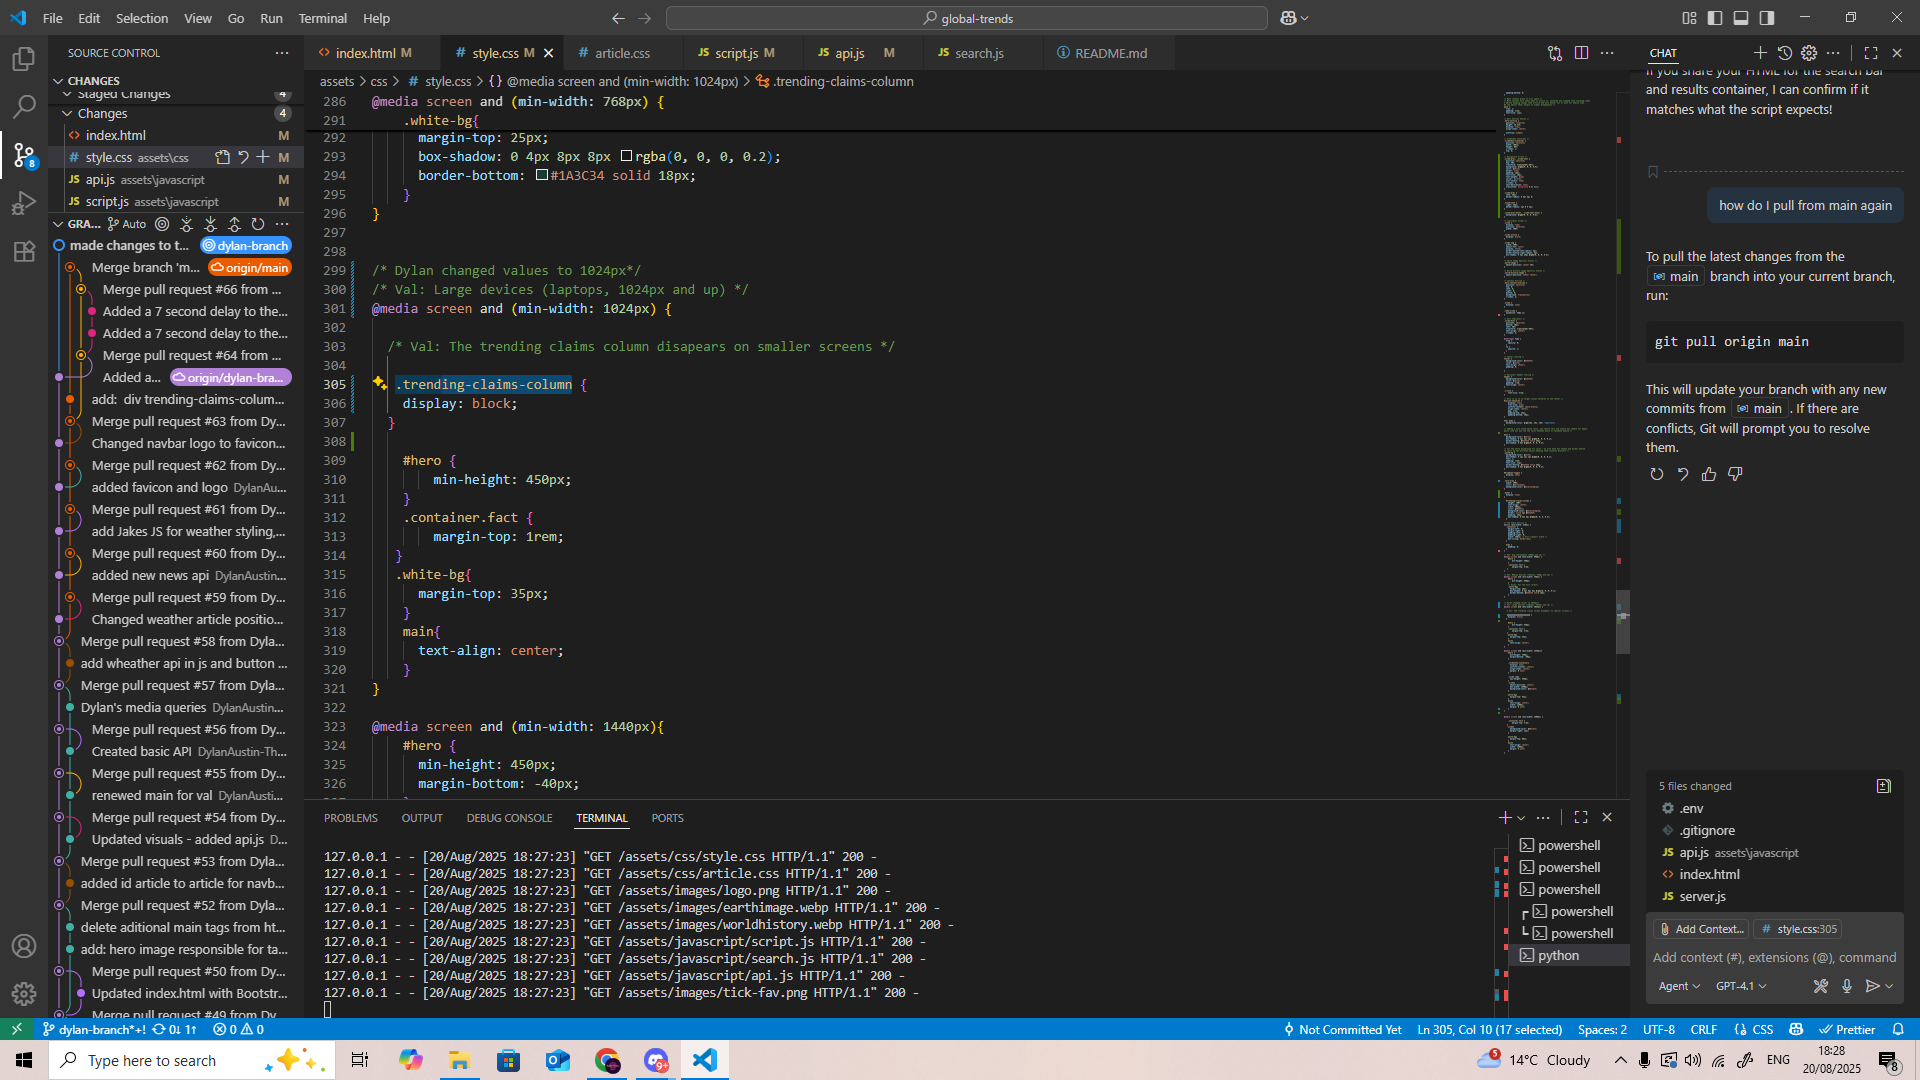 File Edit Selection View Go Run Terminal Help
global-trends
SOURCE CONTROL
CHANGES
Staged Changes 4
Changes 4
index.html M
style.css assets\css M
api.js assets\javascript M
script.js assets\javascript M
GRA... Auto
made changes to t... dylan-branch
Merge branch 'm... origin/main
Merge pull request #66 from ...
Added a 7 second delay to the...
Added a 7 second delay to the...
Merge pull request #64 from ...
Added a... origin/dylan-bra...
add: div trending-claims-colum...
Merge pull request #63 from Dy...
Changed navbar logo to favicon...
Merge pull request #62 from Dy...
added favicon and logo DylanAu...
Merge pull request #61 from Dy...
add Jakes JS for weather styling,...
Merge pull request #60 from Dy...
added new news api DylanAustin...
Merge pull request #59 from Dy...
Changed weather article positio...
Merge pull request #58 from Dyla...
add wheather api in js and button ...
Merge pull request #57 from Dyla...
Dylan's media queries DylanAustin...
Merge pull request #56 from Dy...
Created basic API DylanAustin-Th...
Merge pull request #55 from Dy...
renewed main for val DylanAusti...
Merge pull request #54 from Dy...
Updated visuals - added api.js D...
Merge pull request #53 from Dyla...
added id article to article for navb...
Merge pull request #52 from Dyla...
delete aditional main tags from ht...
add: hero image responsible for ta...
Merge pull request #50 from Dy...
Updated index.html with Bootstr...
Merge pull request #49 from Dy...
index.html M style.css M article.css script.js M api.js M search.js README.md
assets > css > # style.css > {} @media screen and (min-width: 1024px) > .trending-claims-column
286 @media screen and (min-width: 768px) {
291 .white-bg{
292 margin-top: 25px;
293 box-shadow: 0 4px 8px 8px rgba(0, 0, 0, 0.2);
294 border-bottom: #1A3C34 solid 18px;
295 }
296 }
297
298
299 /* Dylan changed values to 1024px*/
300 /* Val: Large devices (laptops, 1024px and up) */
301 @media screen and (min-width: 1024px) {
302
303 /* Val: The trending claims column disapears on smaller screens */
304
305 .trending-claims-column {
306 display: block;
307 }
308
309 #hero {
310 min-height: 450px;
311 }
312 .container.fact {
313 margin-top: 1rem;
314 }
315 .white-bg{
316 margin-top: 35px;
317 }
318 main{
319 text-align: center;
320 }
321 }
322
323 @media screen and (min-width: 1440px){
324 #hero {
325 min-height: 450px;
326 margin-bottom: -40px;
PROBLEMS OUTPUT DEBUG CONSOLE TERMINAL PORTS
127.0.0.1 - - [20/Aug/2025 18:27:23] "GET /assets/css/style.css HTTP/1.1" 200 -
127.0.0.1 - - [20/Aug/2025 18:27:23] "GET /assets/css/article.css HTTP/1.1" 200 -
127.0.0.1 - - [20/Aug/2025 18:27:23] "GET /assets/images/logo.png HTTP/1.1" 200 -
127.0.0.1 - - [20/Aug/2025 18:27:23] "GET /assets/images/earthimage.webp HTTP/1.1" 200 -
127.0.0.1 - - [20/Aug/2025 18:27:23] "GET /assets/images/worldhistory.webp HTTP/1.1" 200 -
127.0.0.1 - - [20/Aug/2025 18:27:23] "GET /assets/javascript/script.js HTTP/1.1" 200 -
127.0.0.1 - - [20/Aug/2025 18:27:23] "GET /assets/javascript/search.js HTTP/1.1" 200 -
127.0.0.1 - - [20/Aug/2025 18:27:23] "GET /assets/javascript/api.js HTTP/1.1" 200 -
127.0.0.1 - - [20/Aug/2025 18:27:23] "GET /assets/images/tick-fav.png HTTP/1.1" 200 -
powershell
powershell
powershell
powershell
powershell
python
CHAT
If you share your HTML for the search bar
and results container, I can confirm if it
matches what the script expects!
how do I pull from main again
To pull the latest changes from the
main branch into your current branch,
run:
git pull origin main
This will update your branch with any new
commits from main. If there are
conflicts, Git will prompt you to resolve
them.
5 files changed
.env
.gitignore
api.js assets\javascript
index.html
server.js
Add Context... # style.css:305
Add context (#), extensions (@), command
Agent GPT-4.1
8
dylan-branch*+! 0↓ 1↑ 0 0
Not Committed Yet Ln 305, Col 10 (17 selected) Spaces: 2 UTF-8 CRLF CSS Prettier
Type here to search
9+
5 14°C Cloudy ENG
18:28
20/08/2025
8